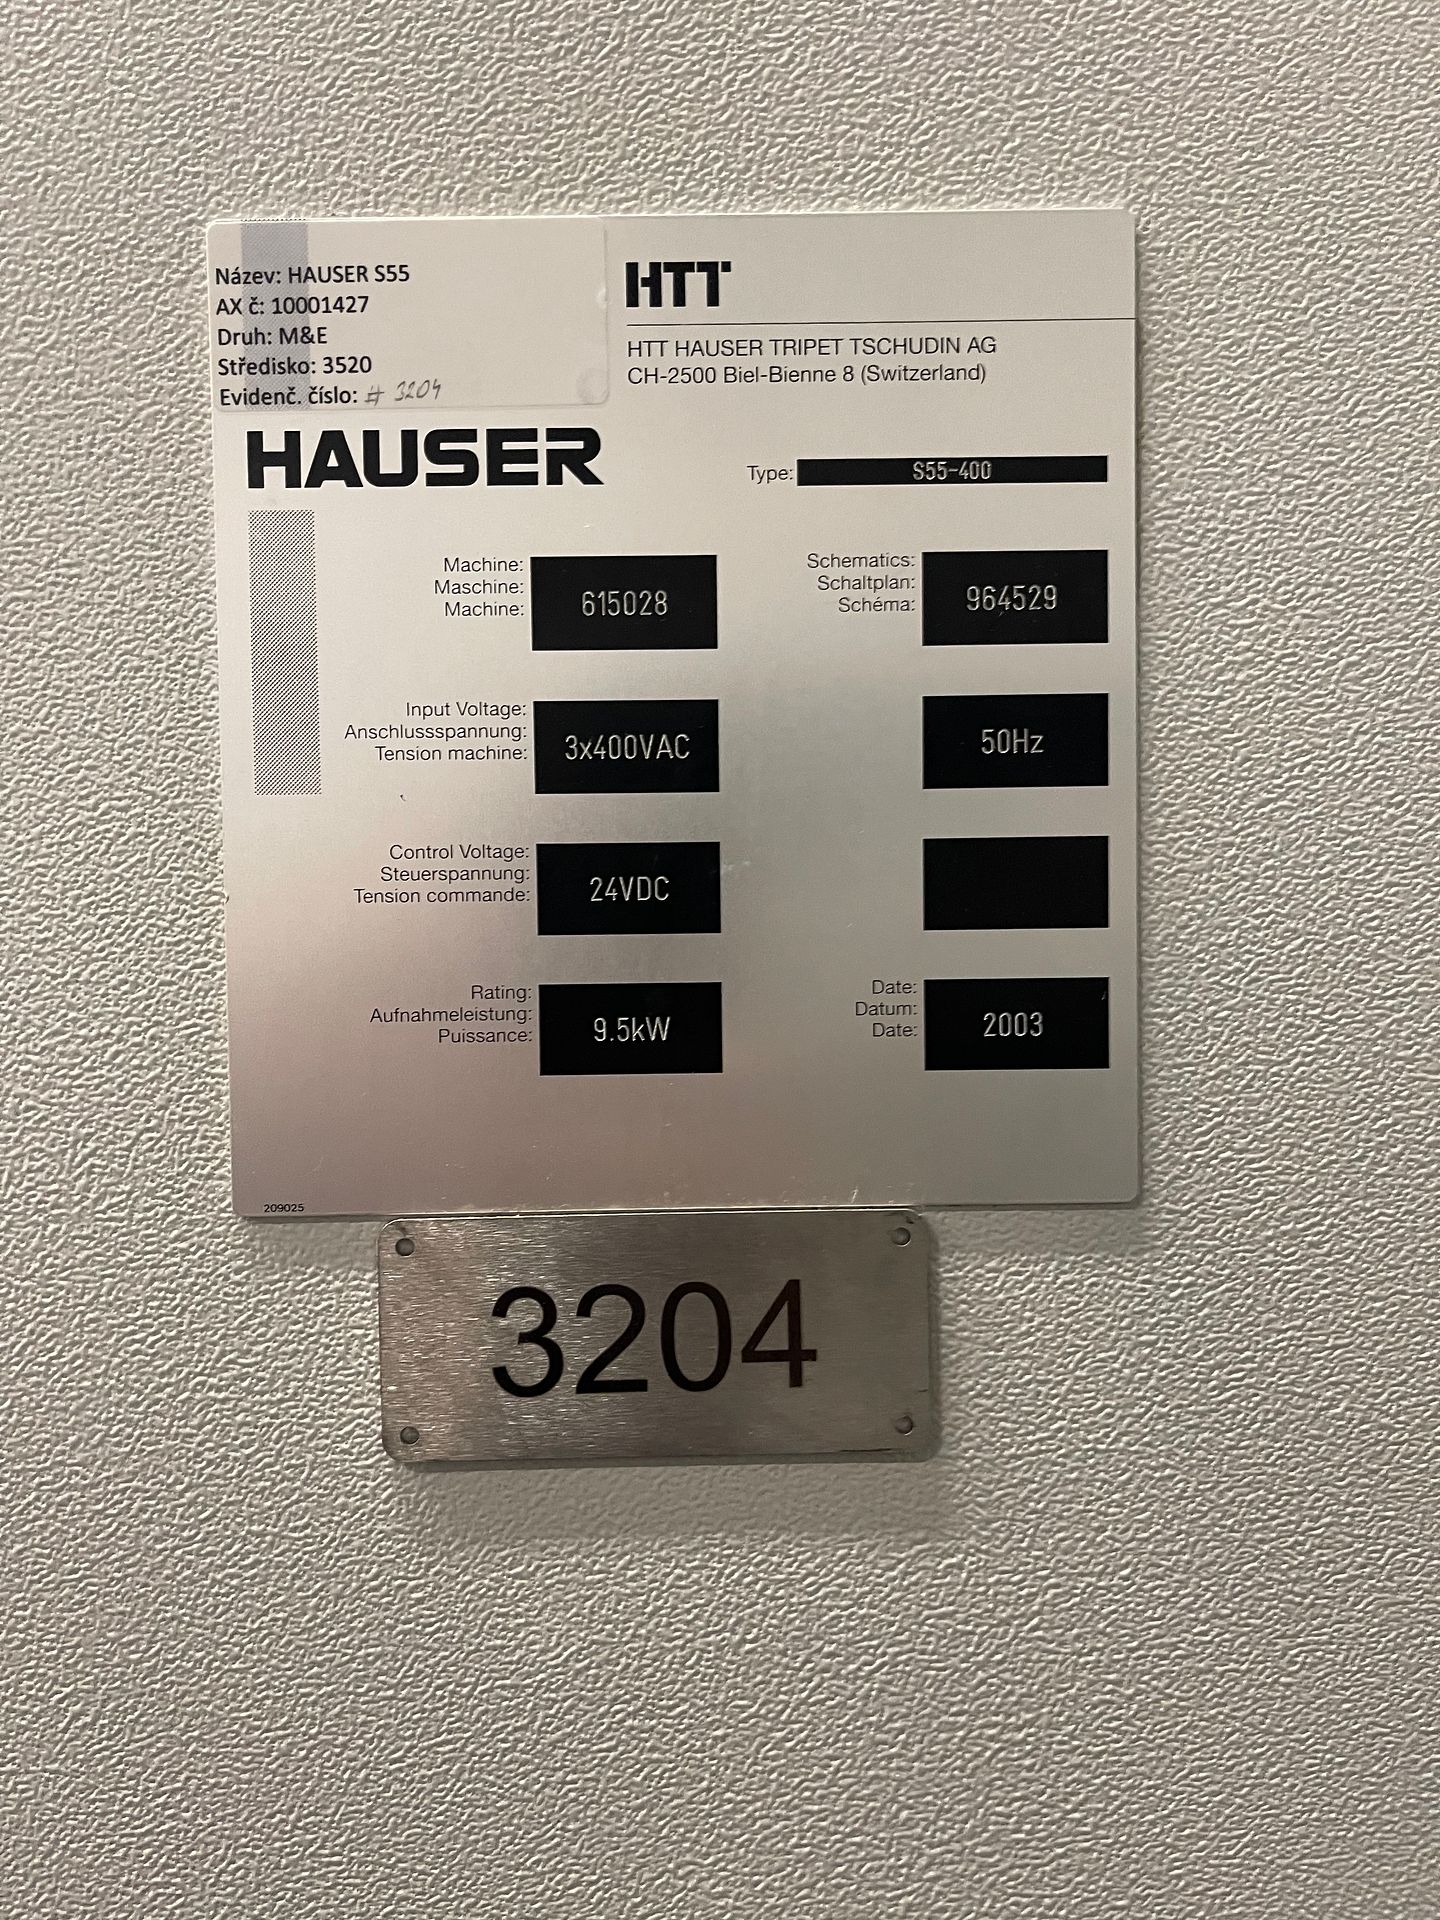 Název: HAUSER S55
AX č: 10001427
Druh: M&E
Středisko: 3520
Evidenč. číslo: # 3204
HTT
HTT HAUSER TRIPET TSCHUDIN AG
CH-2500 Biel-Bienne 8 (Switzerland)
HAUSER
Type: S55-400
Machine:
Maschine:
Machine:
615028
Schematics:
Schaltplan:
Schéma:
964529
Input Voltage:
Anschlussspannung:
Tension machine:
3x400VAC
50Hz
Control Voltage:
Steuerspannung:
Tension commande:
24VDC
Rating:
Aufnahmeleistung:
Puissance:
9.5kW
Date:
Datum:
Date:
2003
209025
3204